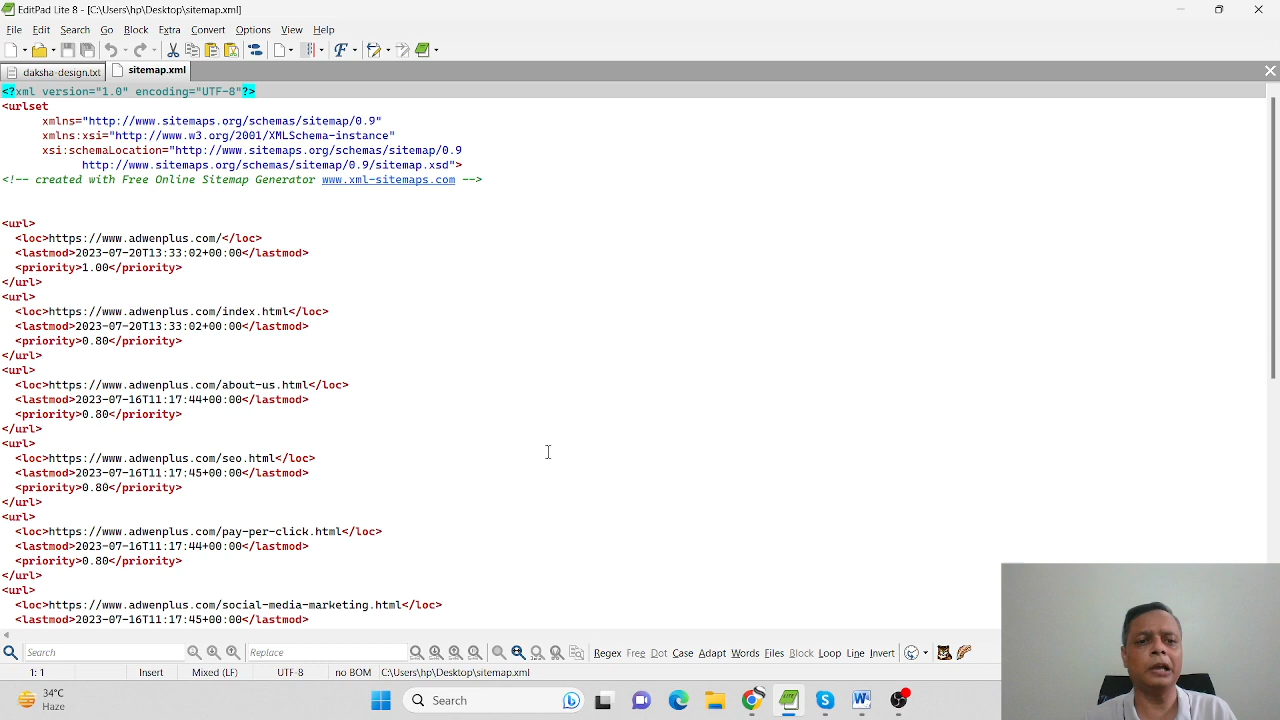 EditPad Lite 8 - [C:\Users\hp\Desktop\sitemap.xml]
File Edit Search Go Block Extra Convert Options View Help
daksha-design.txt sitemap.xml
<?xml version="1.0" encoding="UTF-8"?>
<urlset
xmlns="http://www.sitemaps.org/schemas/sitemap/0.9"
xmlns:xsi="http://www.w3.org/2001/XMLSchema-instance"
xsi:schemaLocation="http://www.sitemaps.org/schemas/sitemap/0.9
http://www.sitemaps.org/schemas/sitemap/0.9/sitemap.xsd">
<!-- created with Free Online Sitemap Generator www.xml-sitemaps.com -->
<url>
<loc>https://www.adwenplus.com/</loc>
<lastmod>2023-07-20T13:33:02+00:00</lastmod>
<priority>1.00</priority>
</url>
<url>
<loc>https://www.adwenplus.com/index.html</loc>
<lastmod>2023-07-20T13:33:02+00:00</lastmod>
<priority>0.80</priority>
</url>
<url>
<loc>https://www.adwenplus.com/about-us.html</loc>
<lastmod>2023-07-16T11:17:44+00:00</lastmod>
<priority>0.80</priority>
</url>
<url>
<loc>https://www.adwenplus.com/seo.html</loc>
<lastmod>2023-07-16T11:17:45+00:00</lastmod>
<priority>0.80</priority>
</url>
<url>
<loc>https://www.adwenplus.com/pay-per-click.html</loc>
<lastmod>2023-07-16T11:17:44+00:00</lastmod>
<priority>0.80</priority>
</url>
<url>
<loc>https://www.adwenplus.com/social-media-marketing.html</loc>
<lastmod>2023-07-16T11:17:45+00:00</lastmod>
Search Replace Regex Free Dot Case Adapt Words Files Block Loop Line Invert
1: 1 Insert Mixed (LF) UTF-8 no BOM C:\Users\hp\Desktop\sitemap.xml
34°C
Haze
Search